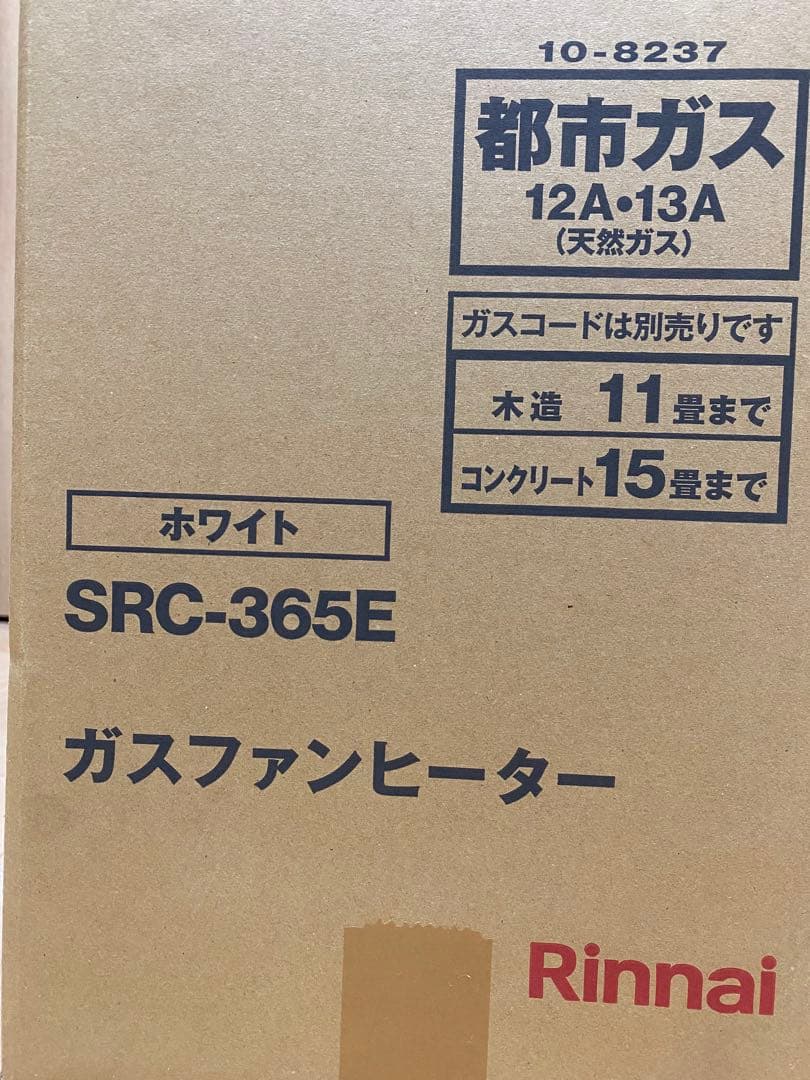 10-8237
都市ガス
12A・13A
(天然ガス)
ガスコードは別売りです
木造 11畳まで
コンクリート15畳まで
ホワイト
SRC-365E
ガスファンヒーター
Rinnai